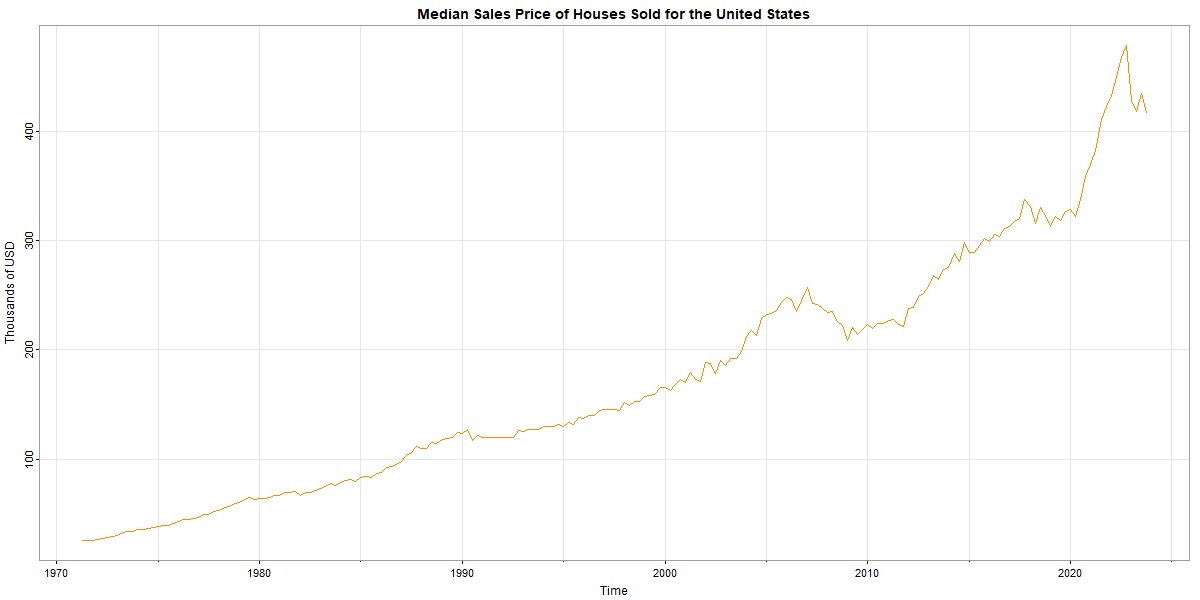 Median Sales Price of Houses Sold for the United States
Thousands of USD
400
300
200
100
1970 1980 1990 2000 2010 2020
Time